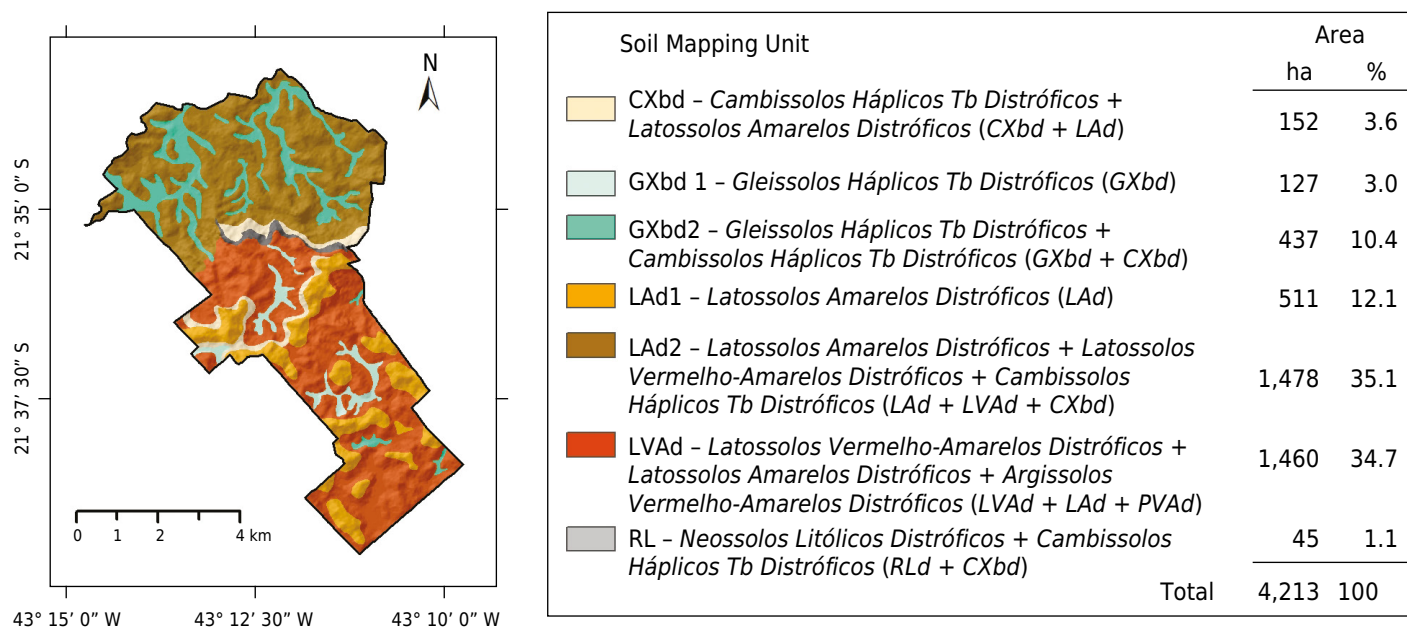 N
21° 35’ 0” S
21° 37’ 30” S
0 1 2 4 km
43° 15’ 0” W 43° 12’ 30” W 43° 10’ 0” W
Soil Mapping Unit Area
ha %
CXbd – Cambissolos Háplicos Tb Distróficos +
Latossolos Amarelos Distróficos (CXbd + LAd) 152 3.6
GXbd 1 – Gleissolos Háplicos Tb Distróficos (GXbd) 127 3.0
GXbd2 – Gleissolos Háplicos Tb Distróficos +
Cambissolos Háplicos Tb Distróficos (GXbd + CXbd) 437 10.4
LAd1 – Latossolos Amarelos Distróficos (LAd) 511 12.1
LAd2 – Latossolos Amarelos Distróficos + Latossolos
Vermelho-Amarelos Distróficos + Cambissolos 1,478 35.1
Háplicos Tb Distróficos (LAd + LVAd + CXbd)
LVAd – Latossolos Vermelho-Amarelos Distróficos +
Latossolos Amarelos Distróficos + Argissolos 1,460 34.7
Vermelho-Amarelos Distróficos (LVAd + LAd + PVAd)
RL – Neossolos Litólicos Distróficos + Cambissolos 45 1.1
Háplicos Tb Distróficos (RLd + CXbd)
Total 4,213 100